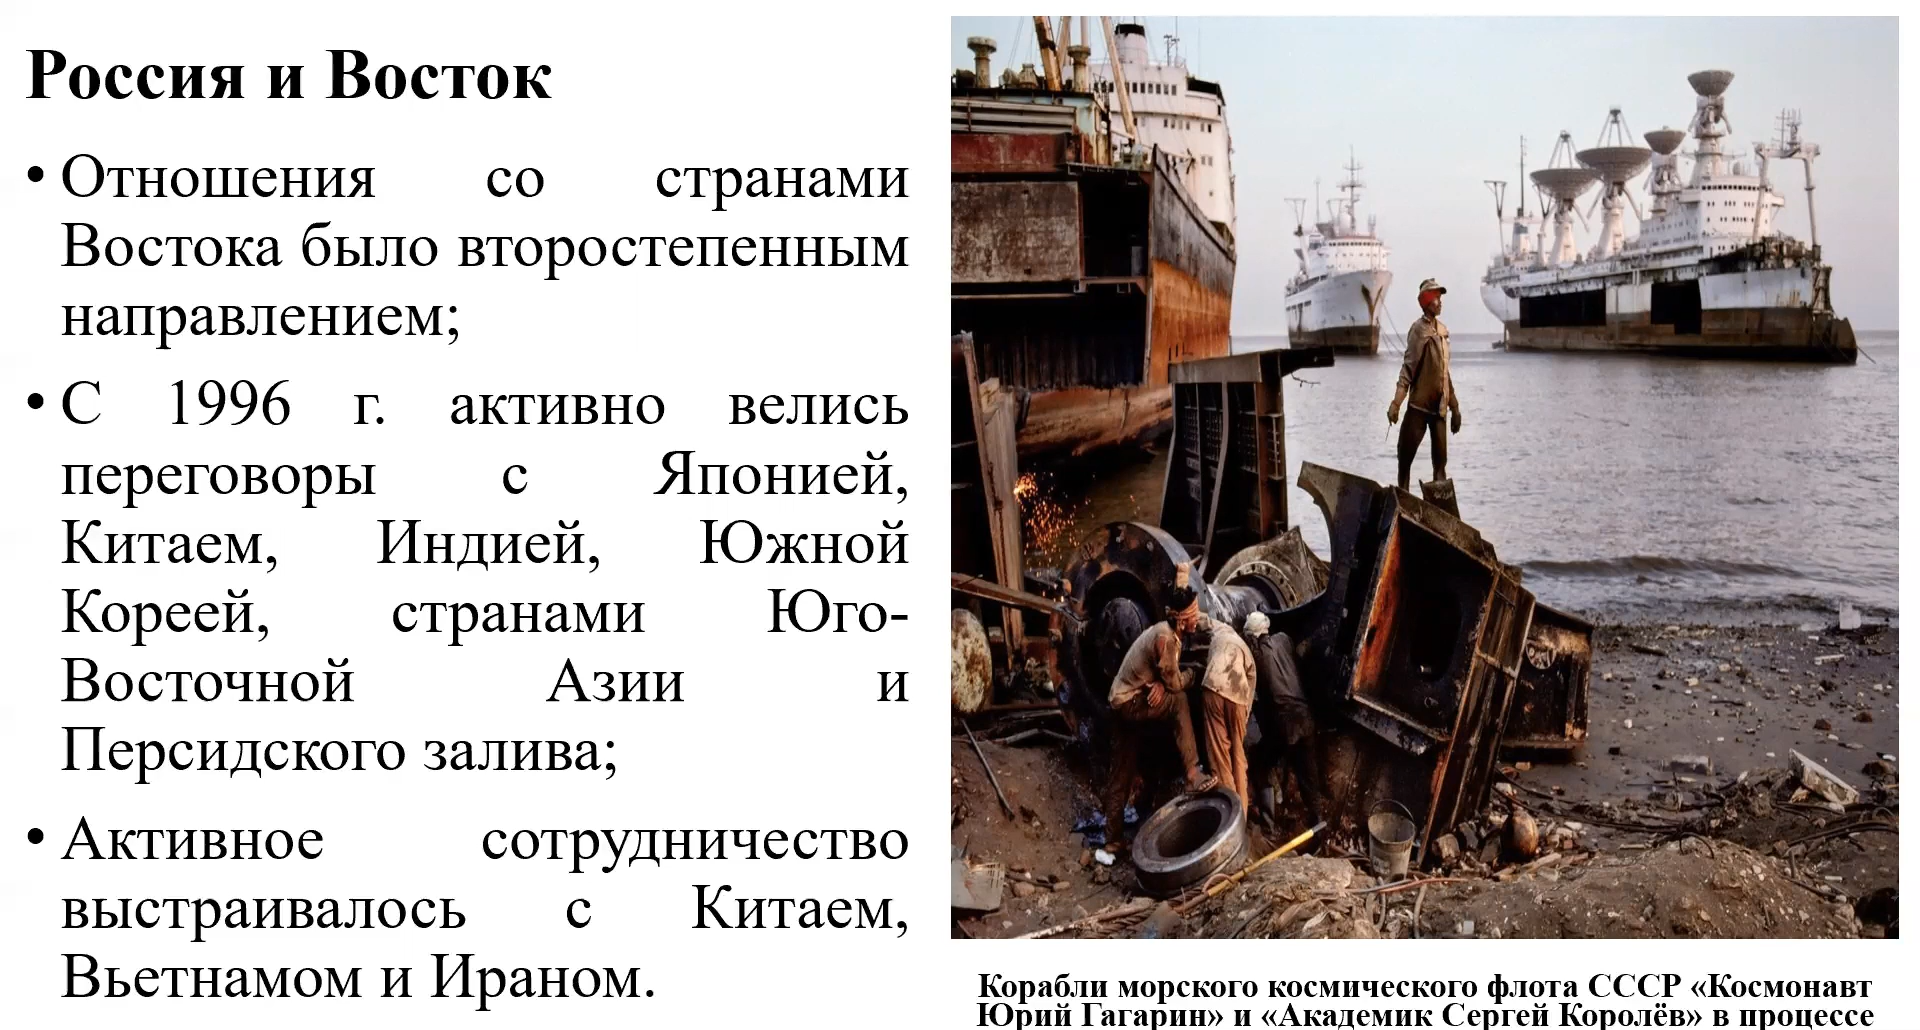 Россия и Восток
• Отношения со странами
Востока было второстепенным
направлением;
• С 1996 г. активно велись
переговоры с Японией,
Китаем, Индией, Южной
Кореей, странами Юго-
Восточной Азии и
Персидского залива;
• Активное сотрудничество
выстраивалось с Китаем,
Вьетнамом и Ираном.
Корабли морского космического флота СССР «Космонавт
Юрий Гагарин» и «Академик Сергей Королёв» в процессе